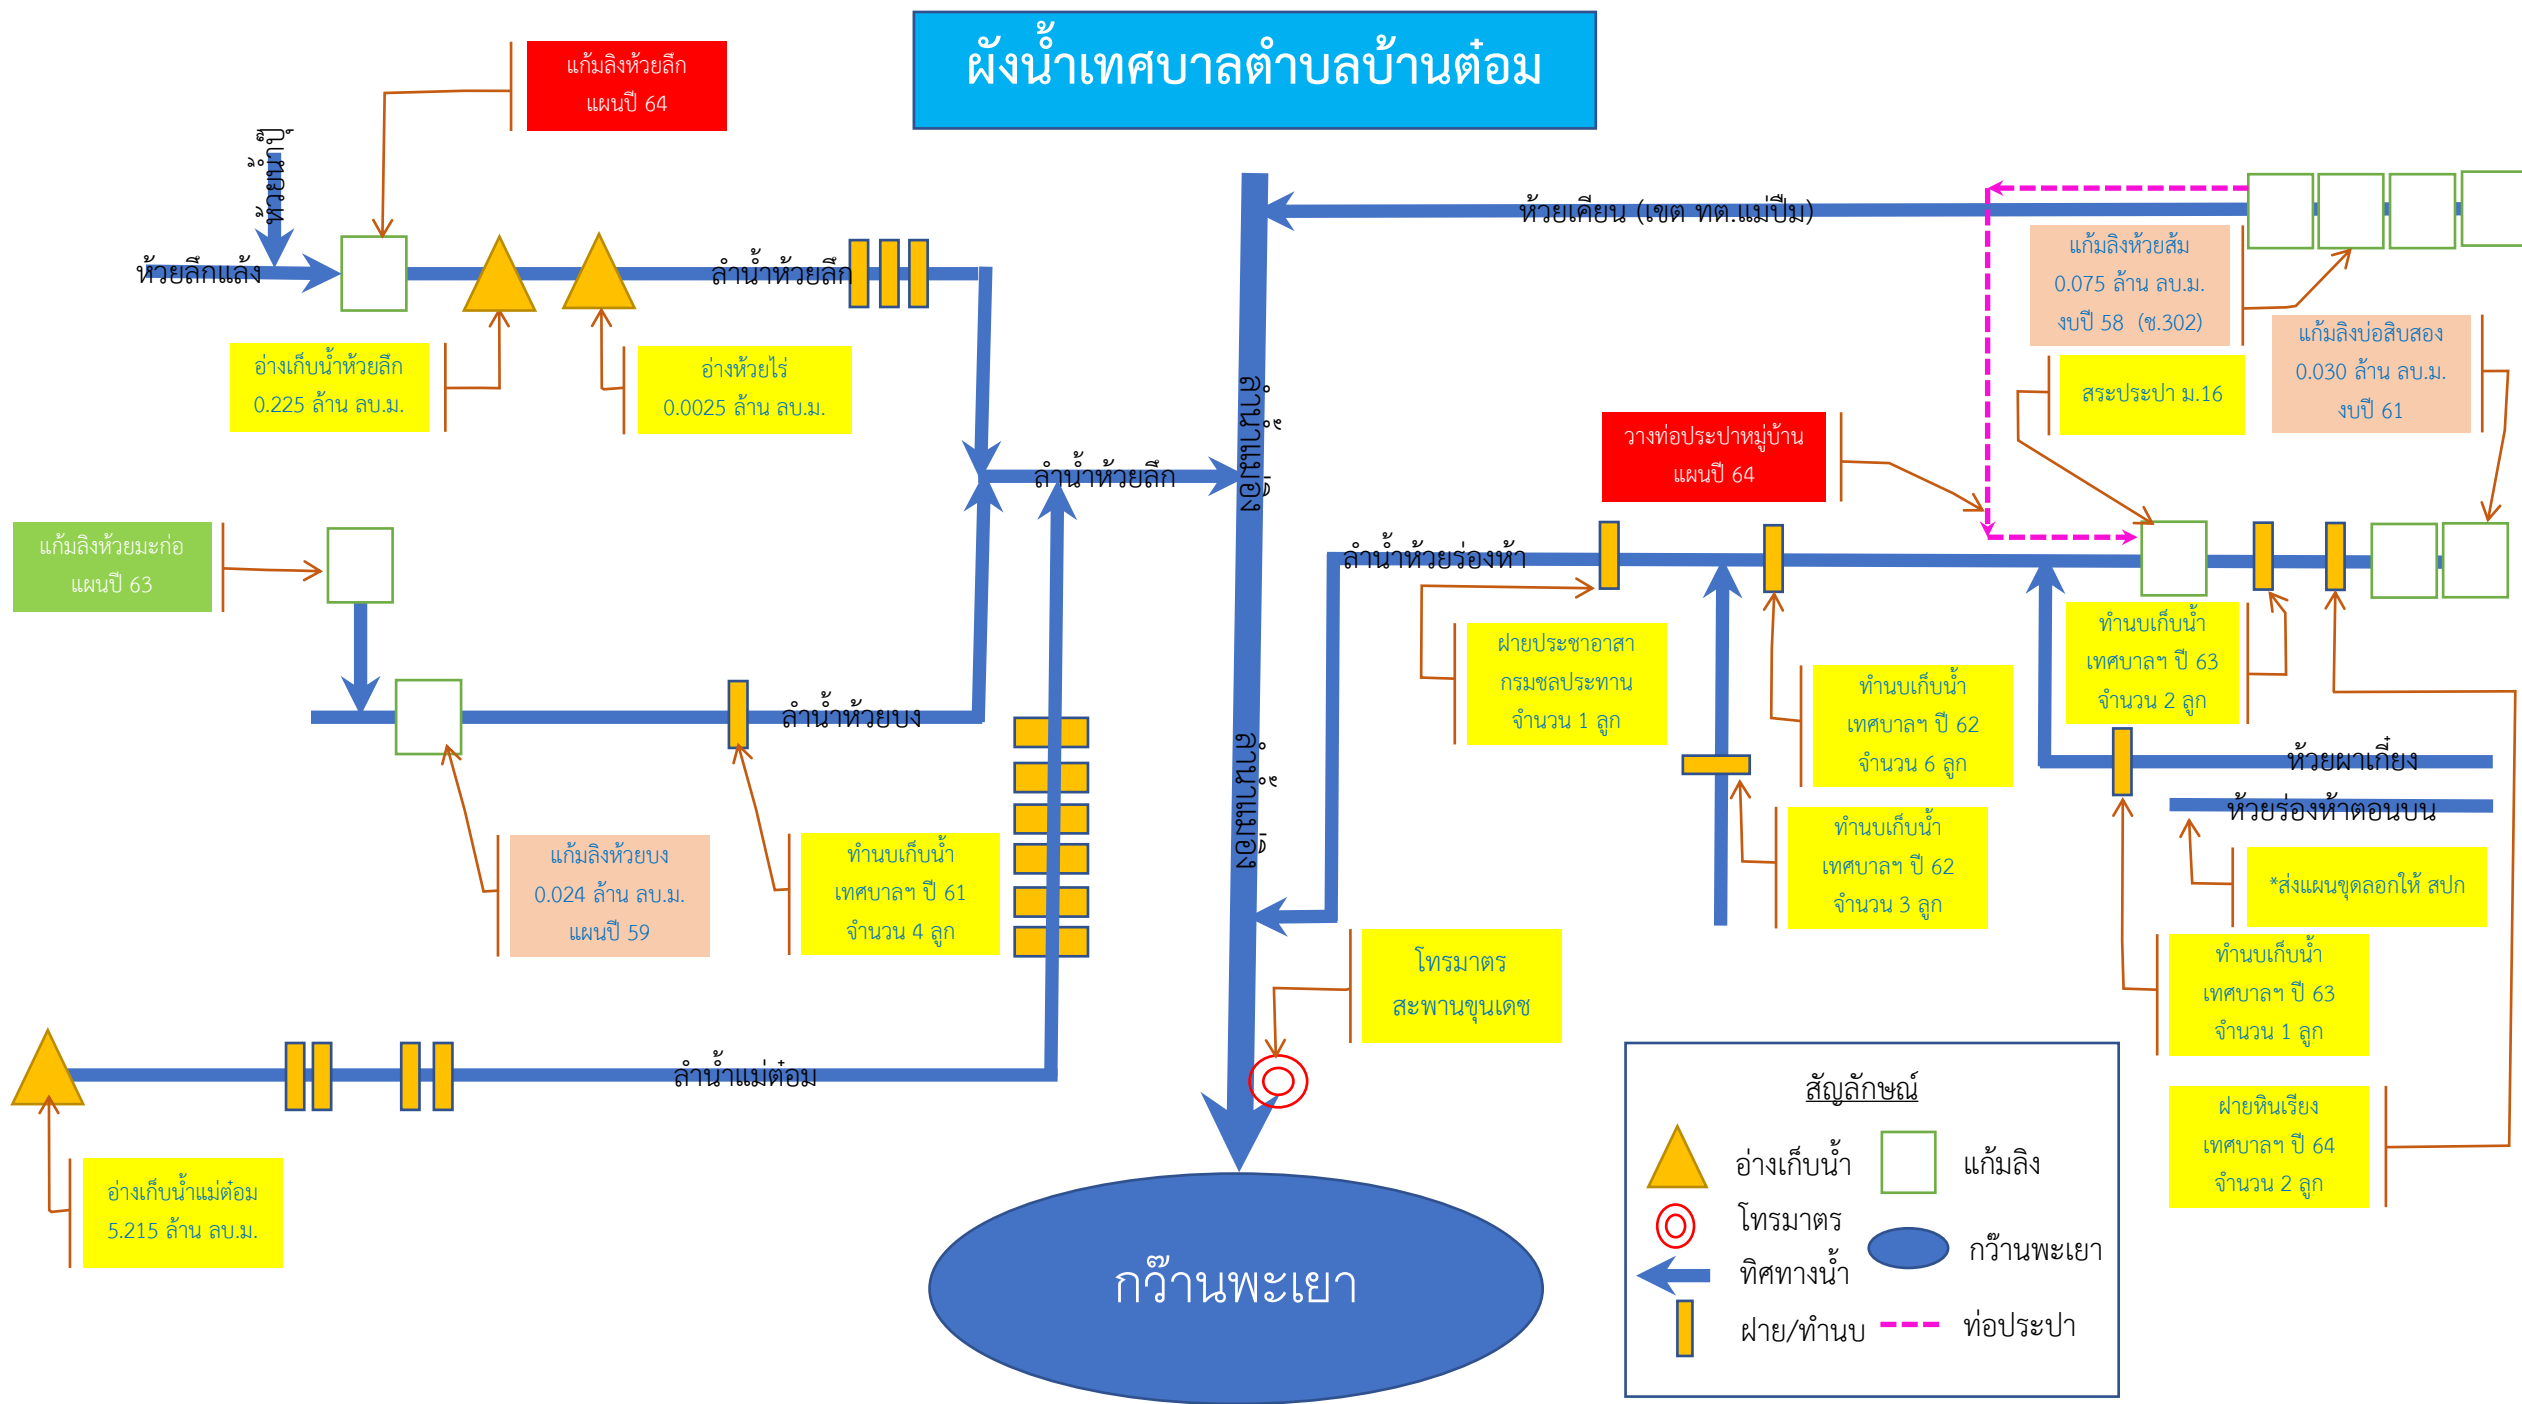 ผังน้ำเทศบาลตำบลบ้านต๋อม
แก้มลิงห้วยลึก
แผนปี 64
ห้วยน้ำปุ๊
ห้วยลึกแล้ง
ลำน้ำห้วยลึก
อ่างเก็บน้ำห้วยลึก
0.225 ล้าน ลบ.ม.
อ่างห้วยไร่
0.0025 ล้าน ลบ.ม.
ห้วยเคียน (เขต ทต.แม่ปืม)
แก้มลิงห้วยส้ม
0.075 ล้าน ลบ.ม.
งบปี 58 (ช.302)
แก้มลิงบ่อสิบสอง
0.030 ล้าน ลบ.ม.
งบปี 61
สระประปา ม.16
วางท่อประปาหมู่บ้าน
แผนปี 64
ลำน้ำแม่อิง
ลำน้ำห้วยลึก
แก้มลิงห้วยมะก่อ
แผนปี 63
ลำน้ำห้วยร่องห้า
ฝายประชาอาสา
กรมชลประทาน
จำนวน 1 ลูก
ทำนบเก็บน้ำ
เทศบาลฯ ปี 62
จำนวน 6 ลูก
ทำนบเก็บน้ำ
เทศบาลฯ ปี 63
จำนวน 2 ลูก
ลำน้ำห้วยบง
ลำน้ำแม่อิง
ห้วยผาเกี๋ยง
ห้วยร่องห้าตอนบน
แก้มลิงห้วยบง
0.024 ล้าน ลบ.ม.
แผนปี 59
ทำนบเก็บน้ำ
เทศบาลฯ ปี 61
จำนวน 4 ลูก
ทำนบเก็บน้ำ
เทศบาลฯ ปี 62
จำนวน 3 ลูก
*ส่งแผนขุดลอกให้ สปก
โทรมาตร
สะพานขุนเดช
ทำนบเก็บน้ำ
เทศบาลฯ ปี 63
จำนวน 1 ลูก
ลำน้ำแม่ต๋อม
อ่างเก็บน้ำแม่ต๋อม
5.215 ล้าน ลบ.ม.
ฝายหินเรียง
เทศบาลฯ ปี 64
จำนวน 2 ลูก
กว๊านพะเยา
สัญลักษณ์
อ่างเก็บน้ำ
แก้มลิง
โทรมาตร
กว๊านพะเยา
ทิศทางน้ำ
ฝาย/ทำนบ
ท่อประปา